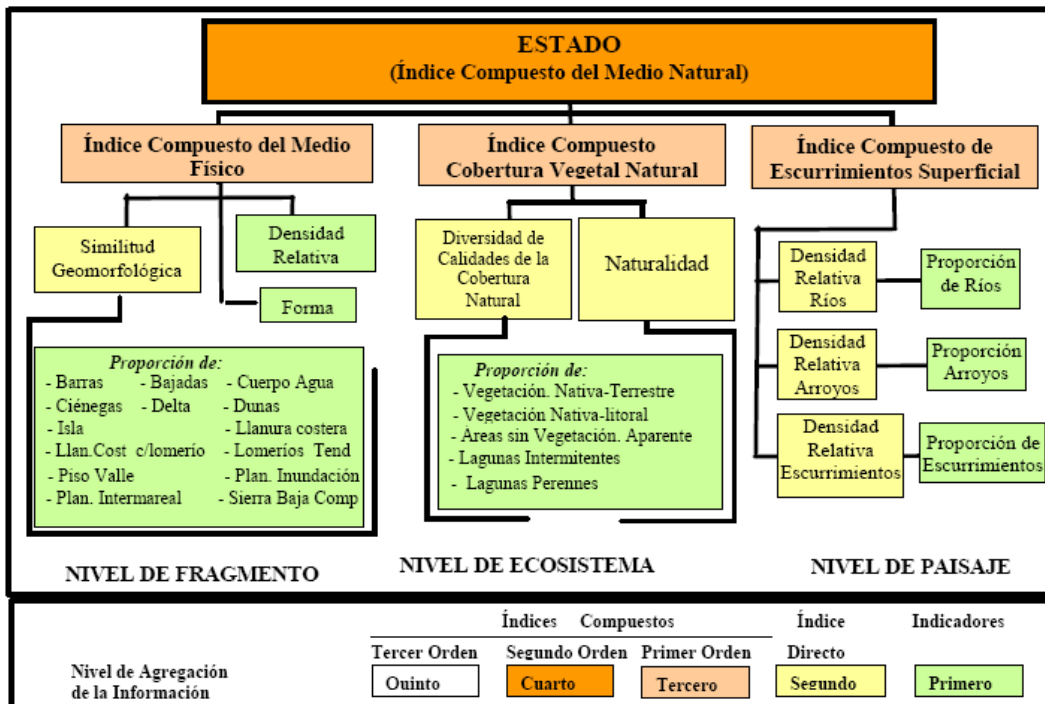 ESTADO
(Índice Compuesto del Medio Natural)
Índice Compuesto del Medio
Físico
Índice Compuesto
Cobertura Vegetal Natural
Índice Compuesto de
Escurrimientos Superficial
Similitud
Geomorfológica
Densidad
Relativa
Forma
Diversidad de
Calidades de la
Cobertura
Natural
Naturalidad
Densidad
Relativa
Ríos
Proporción
de Ríos
Densidad
Relativa
Arroyos
Proporción
Arroyos
Densidad
Relativa
Escurrimientos
Proporción de
Escurrimientos
Proporción de:
- Barras - Bajadas - Cuerpo Agua
- Ciénegas - Delta - Dunas
- Isla - Llanura costera
- Llan.Cost c/lomerío - Lomeríos Tend
- Piso Valle - Plan. Inundación
- Plan. Intermareal - Sierra Baja Comp
Proporción de:
- Vegetación. Nativa-Terrestre
- Vegetación Nativa-litoral
- Áreas sin Vegetación. Aparente
- Lagunas Intermitentes
- Lagunas Perennes
NIVEL DE FRAGMENTO
NIVEL DE ECOSISTEMA
NIVEL DE PAISAJE
Índices Compuestos Índice Indicadores
Tercer Orden Segundo Orden Primer Orden Directo
Nivel de Agregación
de la Información
Quinto Cuarto Tercero Segundo Primero